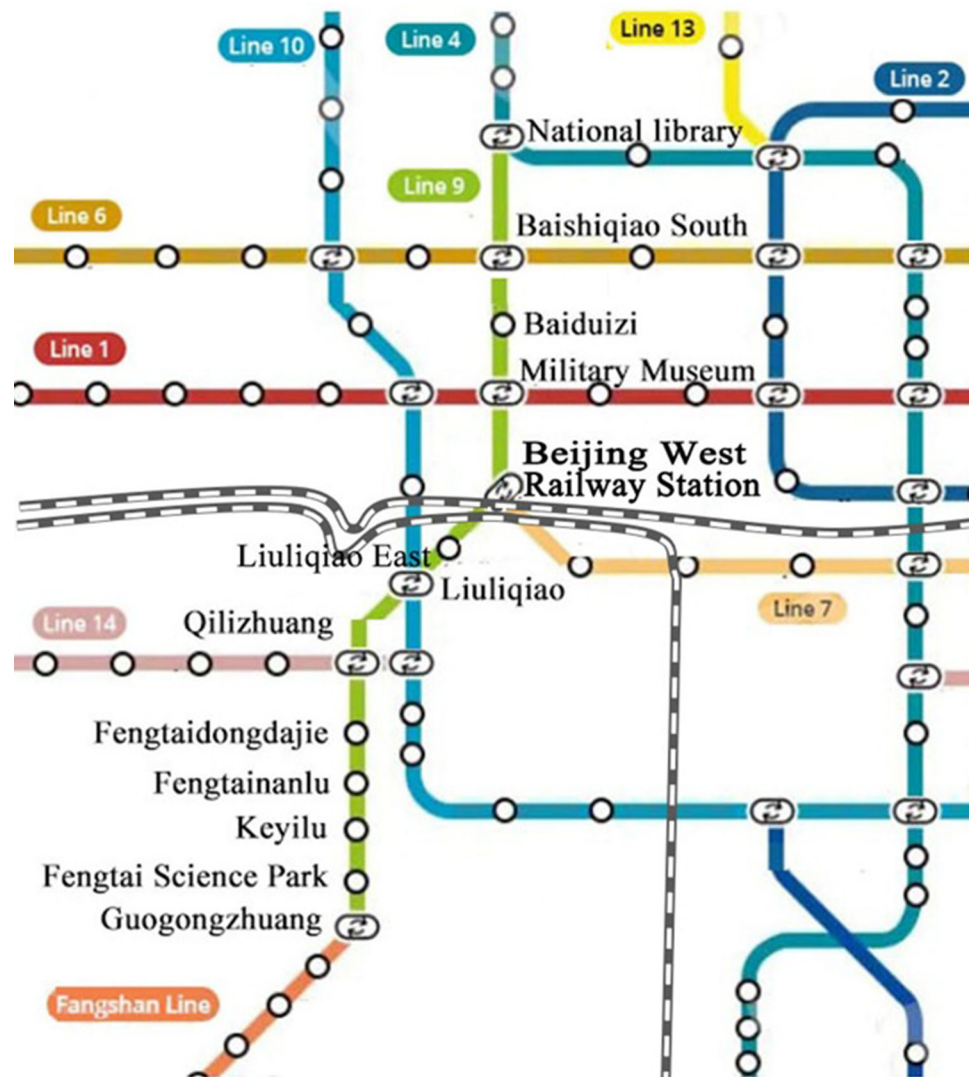 Line 10
Line 4
Line 13
Line 2
National library
Line 9
Line 6
Baishiqiao South
Baiduizi
Line 1
Military Museum
Beijing West
Railway Station
Liuliqiao East
Liuliqiao
Line 7
Line 14
Qilizhuang
Fengtaidongdajie
Fengtainanlu
Keyilu
Fengtai Science Park
Guogongzhuang
Fangshan Line